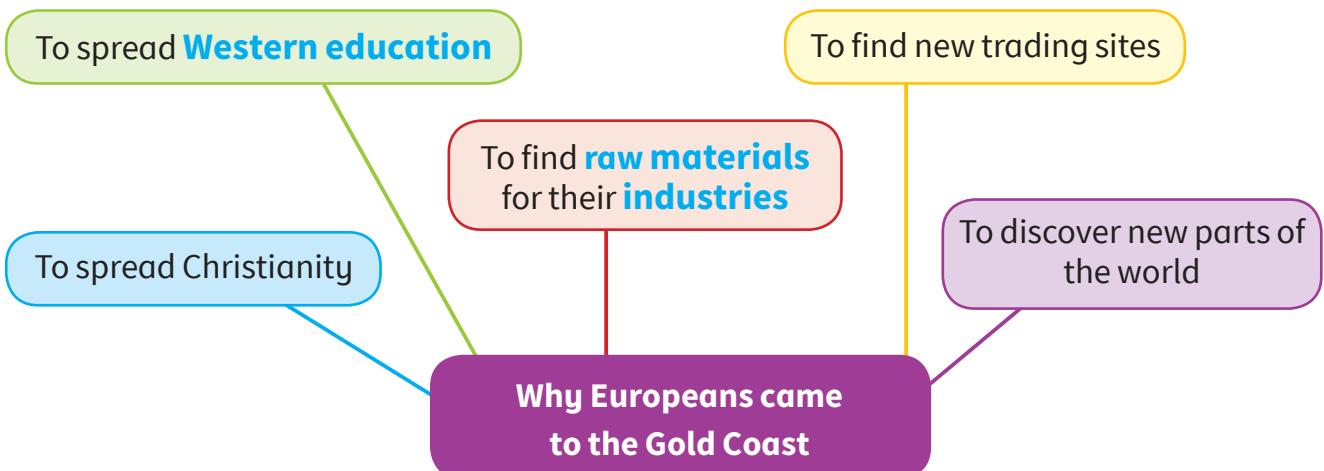 To spread Western education
To find new trading sites
To find raw materials
for their industries
To spread Christianity
To discover new parts of
the world
Why Europeans came
to the Gold Coast